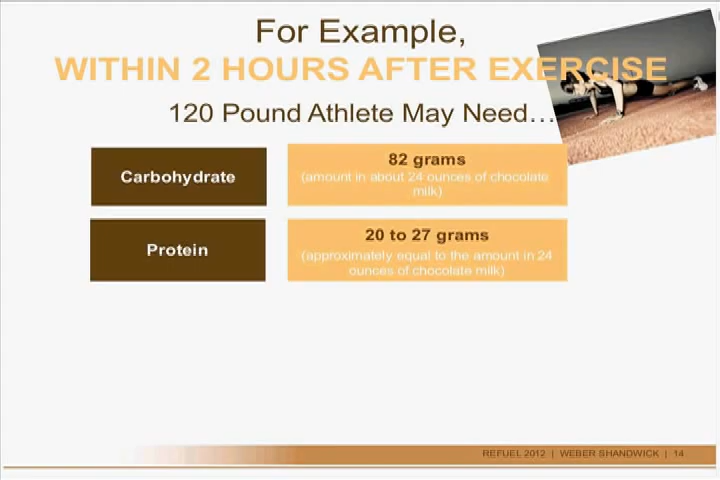 For Example,
WITHIN 2 HOURS AFTER EXERCISE
120 Pound Athlete May Need…
Carbohydrate
82 grams
(amount in about 24 ounces of chocolate
milk)
Protein
20 to 27 grams
(approximately equal to the amount in 24
ounces of chocolate milk)
REFUEL 2012 | WEBER SHANDWICK | 14